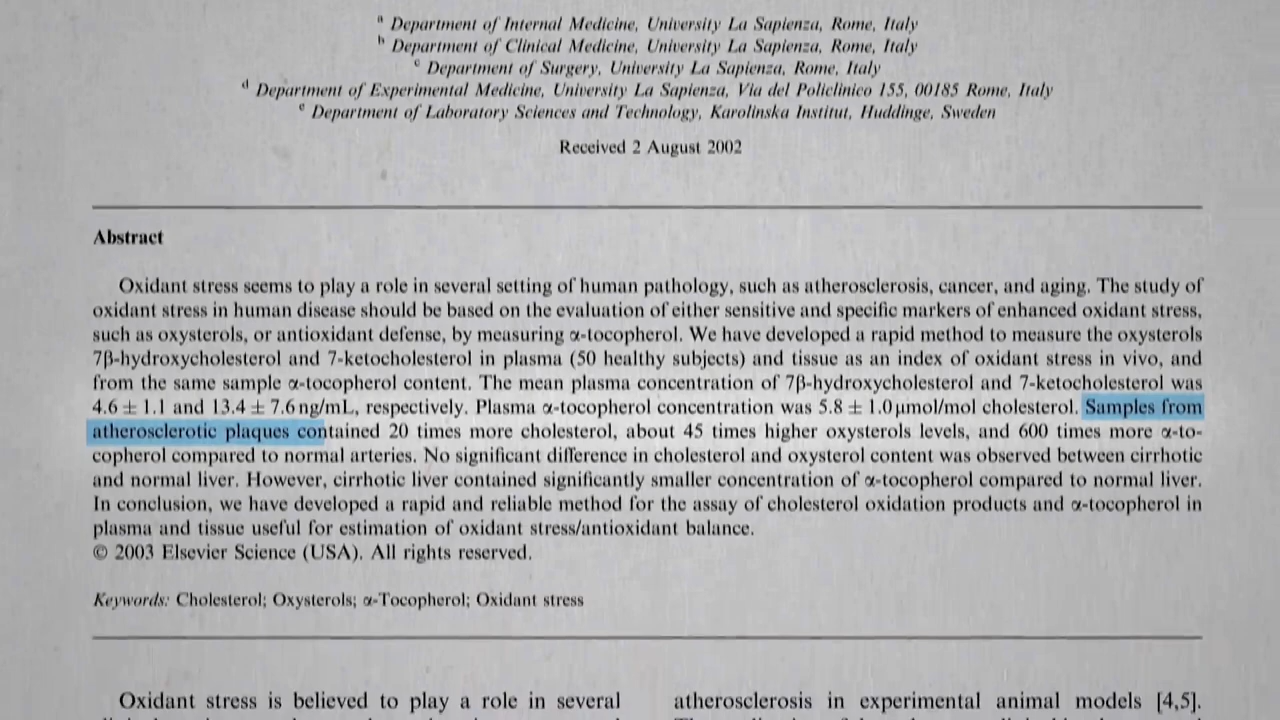 a Department of Internal Medicine, University La Sapienza, Rome, Italy
b Department of Clinical Medicine, University La Sapienza, Rome, Italy
c Department of Surgery, University La Sapienza, Rome, Italy
d Department of Experimental Medicine, University La Sapienza, Via del Policlinico 155, 00185 Rome, Italy
e Department of Laboratory Sciences and Technology, Karolinska Institut, Huddinge, Sweden
Received 2 August 2002
Abstract
Oxidant stress seems to play a role in several setting of human pathology, such as atherosclerosis, cancer, and aging. The study of
oxidant stress in human disease should be based on the evaluation of either sensitive and specific markers of enhanced oxidant stress,
such as oxysterols, or antioxidant defense, by measuring α-tocopherol. We have developed a rapid method to measure the oxysterols
7β-hydroxycholesterol and 7-ketocholesterol in plasma (50 healthy subjects) and tissue as an index of oxidant stress in vivo, and
from the same sample α-tocopherol content. The mean plasma concentration of 7β-hydroxycholesterol and 7-ketocholesterol was
4.6 ± 1.1 and 13.4 ± 7.6 ng/mL, respectively. Plasma α-tocopherol concentration was 5.8 ± 1.0 μmol/mol cholesterol. Samples from
atherosclerotic plaques contained 20 times more cholesterol, about 45 times higher oxysterols levels, and 600 times more α-to-
copherol compared to normal arteries. No significant difference in cholesterol and oxysterol content was observed between cirrhotic
and normal liver. However, cirrhotic liver contained significantly smaller concentration of α-tocopherol compared to normal liver.
In conclusion, we have developed a rapid and reliable method for the assay of cholesterol oxidation products and α-tocopherol in
plasma and tissue useful for estimation of oxidant stress/antioxidant balance.
© 2003 Elsevier Science (USA). All rights reserved.
Keywords: Cholesterol; Oxysterols; α-Tocopherol; Oxidant stress
Oxidant stress is believed to play a role in several
atherosclerosis in experimental animal models [4,5].